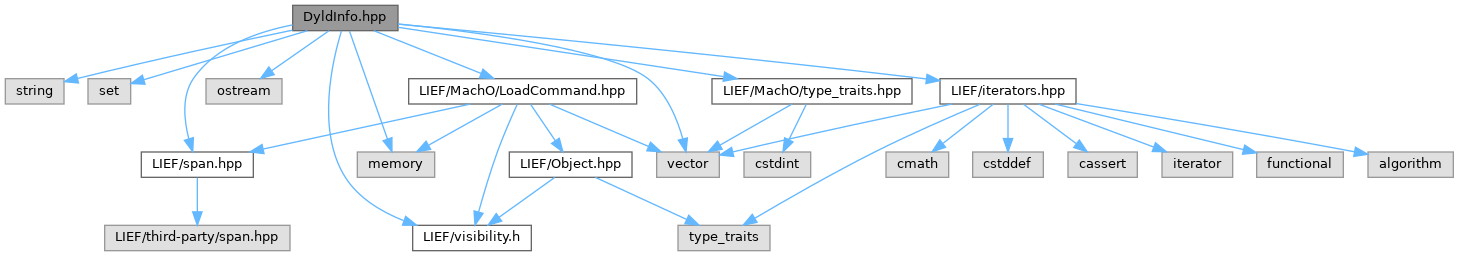 DyldInfo.hpp
string
set
ostream
LIEF/MachO/LoadCommand.hpp
LIEF/MachO/type_traits.hpp
LIEF/iterators.hpp
LIEF/span.hpp
memory
LIEF/Object.hpp
vector
cstdint
cmath
cstddef
cassert
iterator
functional
algorithm
LIEF/third-party/span.hpp
LIEF/visibility.h
type_traits